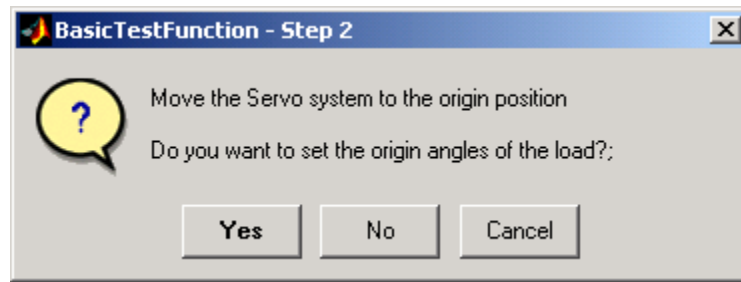 BasicTestFunction - Step 2
Move the Servo system to the origin position
Do you want to set the origin angles of the load?;
Yes No Cancel